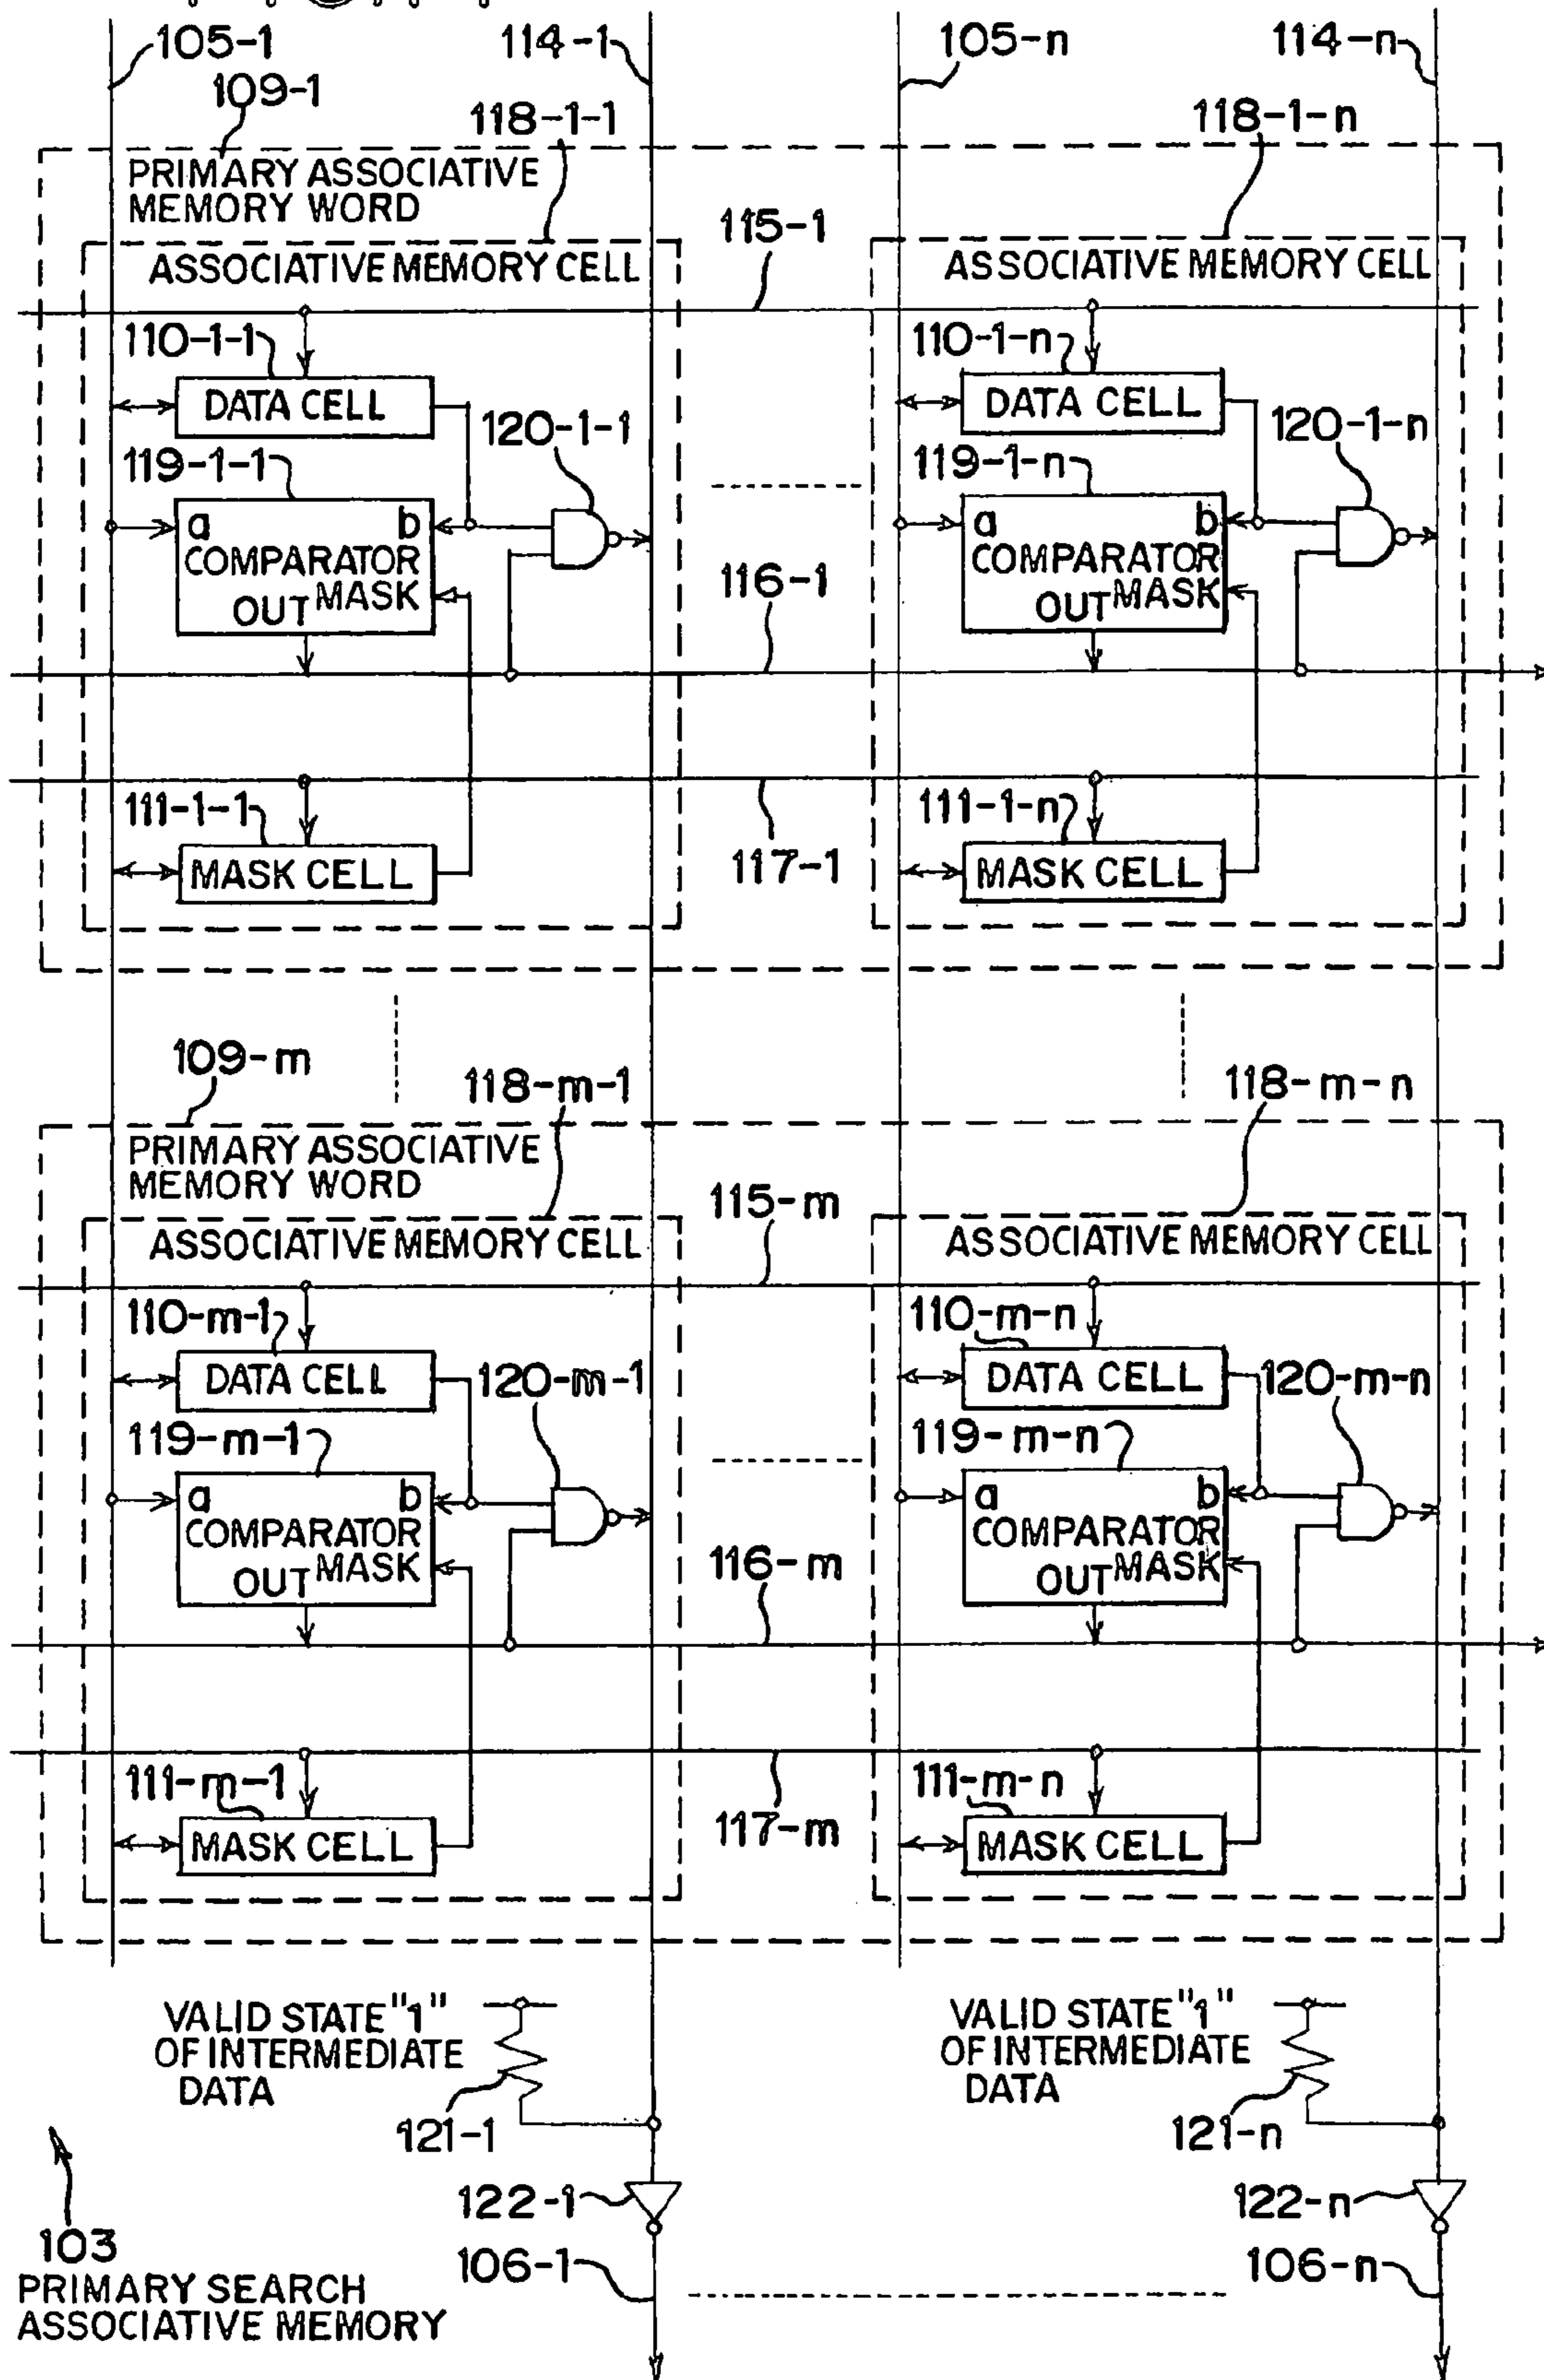 105-1
114-1
105-n
114-n
109-1
118-1-1
118-1-n
PRIMARY ASSOCIATIVE
MEMORY WORD
115-1
ASSOCIATIVE MEMORY CELL
ASSOCIATIVE MEMORY CELL
110-1-1
110-1-n
DATA CELL
DATA CELL
120-1-1
120-1-n
119-1-1
119-1-n
a b
COMPARATOR
OUT MASK
a b
COMPARATOR
OUT MASK
116-1
111-1-1
111-1-n
MASK CELL
117-1
MASK CELL
109-m
118-m-1
118-m-n
PRIMARY ASSOCIATIVE
MEMORY WORD
115-m
ASSOCIATIVE MEMORY CELL
ASSOCIATIVE MEMORY CELL
110-m-1
110-m-n
DATA CELL
120-m-1
DATA CELL
120-m-n
119-m-1
119-m-n
a b
COMPARATOR
OUT MASK
a b
COMPARATOR
OUT MASK
116-m
111-m-1
111-m-n
117-m
MASK CELL
MASK CELL
VALID STATE "1"
OF INTERMEDIATE
DATA
VALID STATE "1"
OF INTERMEDIATE
DATA
121-1
121-n
122-1
122-n
103
106-1
106-n
PRIMARY SEARCH
ASSOCIATIVE MEMORY